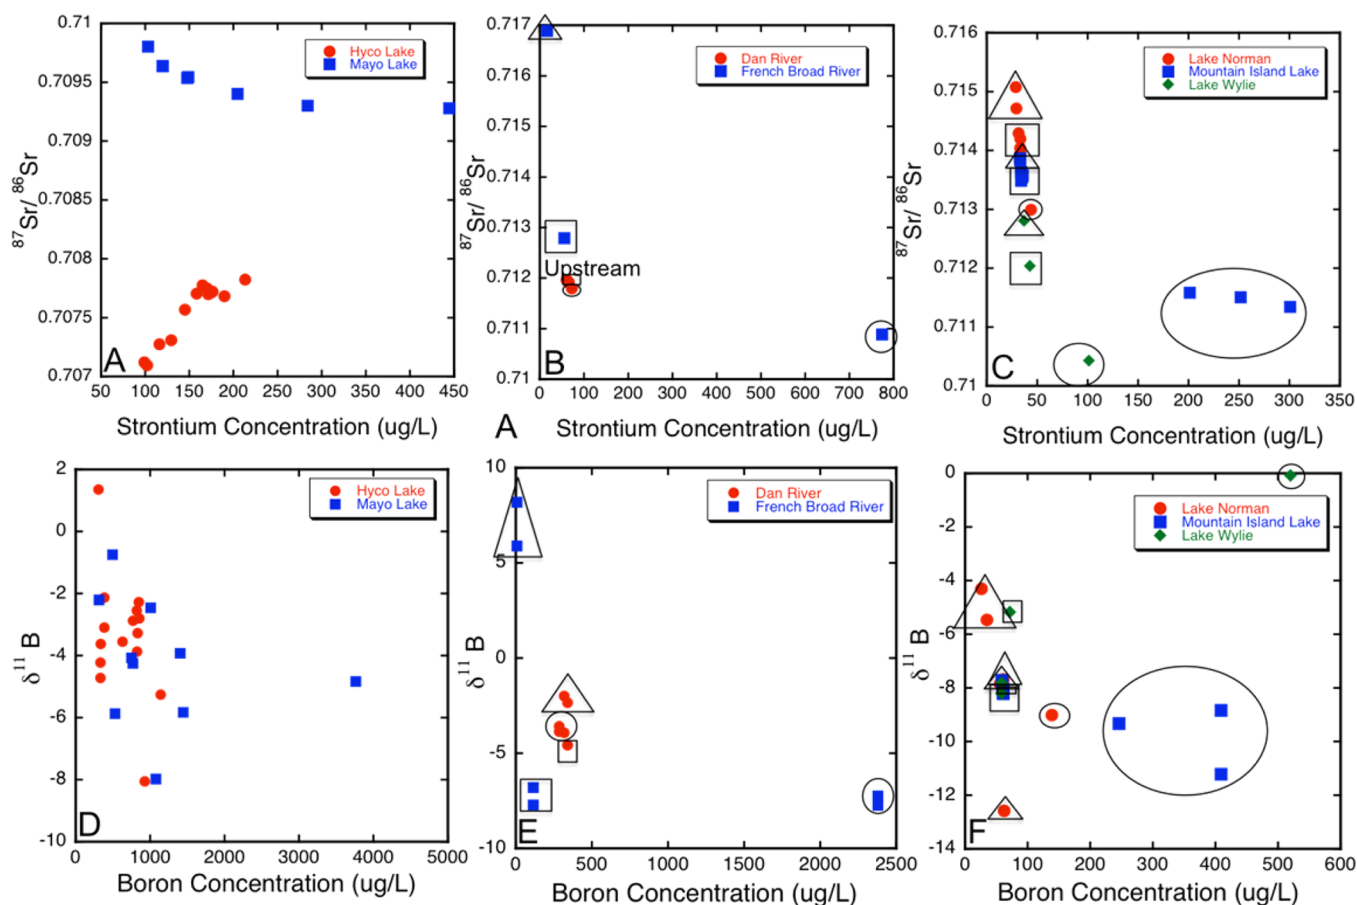 0.71
0.7095
0.709
0.7085
0.708
0.7075
0.707
50 100 150 200 250 300 350 400 450
87Sr/ 86Sr
Strontium Concentration (ug/L)
Hyco Lake
Mayo Lake
A
0.717
0.716
0.715
0.714
0.713
0.712
0.711
0.71
0 100 200 300 400 500 600 700 800
87Sr/ 86Sr
Strontium Concentration (ug/L)
Dan River
French Broad River
Upstream
B
A
0.716
0.715
0.714
0.713
0.712
0.711
0.71
0 50 100 150 200 250 300 350
87Sr/ 86Sr
Strontium Concentration (ug/L)
Lake Norman
Mountain Island Lake
Lake Wylie
C
2
0
-2
-4
-6
-8
-10
0 1000 2000 3000 4000 5000
δ11 B
Boron Concentration (ug/L)
Hyco Lake
Mayo Lake
D
10
5
0
-5
-10
0 500 1000 1500 2000 2500
δ11 B
Boron Concentration (ug/L)
Dan River
French Broad River
E
0
-2
-4
-6
-8
-10
-12
-14
0 100 200 300 400 500 600
δ11 B
Boron Concentration (ug/L)
Lake Norman
Mountain Island Lake
Lake Wylie
F